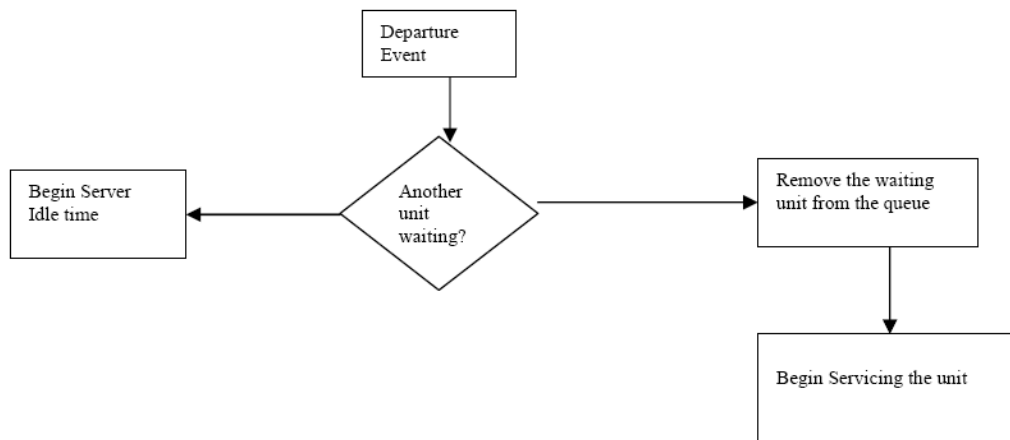 Departure
Event
Begin Server
Idle time
Another
unit
waiting?
Remove the waiting
unit from the queue
Begin Servicing the unit